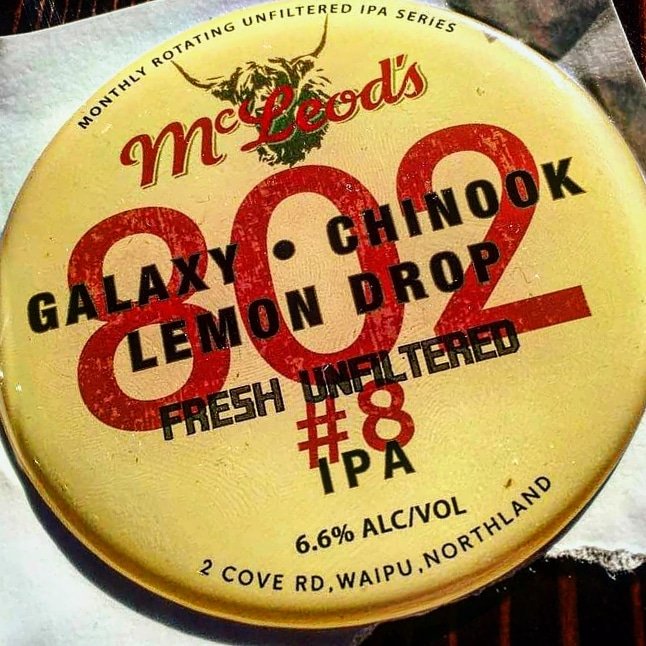 MONTHLY ROTATING UNFILTERED IPA SERIES
McLeod's
802
GALAXY • CHINOOK
LEMON DROP
FRESH UNFILTERED
#8
IPA
6.6% ALC/VOL
2 COVE RD, WAIPU, NORTHLAND